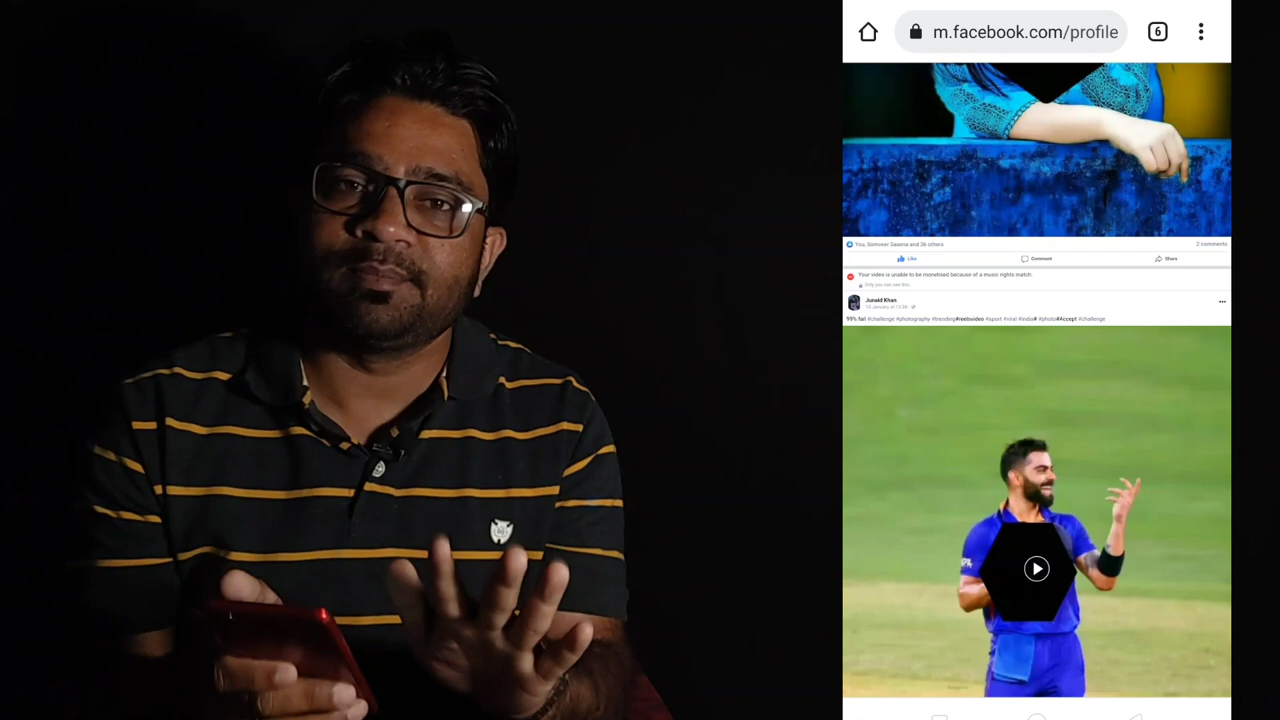 m.facebook.com/profile
6
You, Somveer Saxena and 36 others
2 comments
Like
Comment
Share
Your video is unable to be monetised because of a music rights match.
Only you can see this.
Junaid Khan
99% fail #challenge #photography #trending#reelsvideo #sport #viral #india# #photo#Accept #challenge